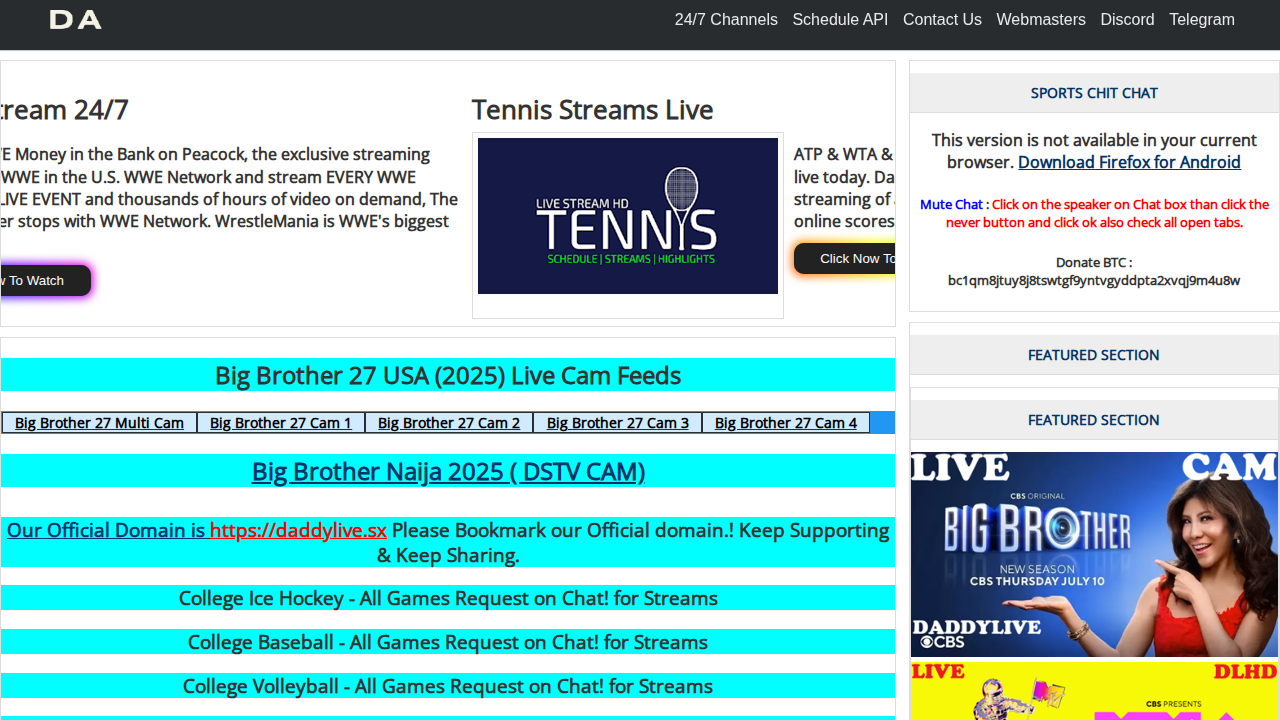 DA
24/7 Channels Schedule API Contact Us Webmasters Discord Telegram
tream 24/7
Money in the Bank on Peacock, the exclusive streaming
WWE in the U.S. WWE Network and stream EVERY WWE
LIVE EVENT and thousands of hours of video on demand, The
er stops with WWE Network. WrestleMania is WWE's biggest
To Watch
Tennis Streams Live
LIVE STREAM HD
TENNIS
SCHEDULE | STREAMS | HIGHLIGHTS
ATP & WTA &
live today. Da
streaming of
online scores
Click Now To
Big Brother 27 USA (2025) Live Cam Feeds
Big Brother 27 Multi Cam Big Brother 27 Cam 1 Big Brother 27 Cam 2 Big Brother 27 Cam 3 Big Brother 27 Cam 4
Big Brother Naija 2025 ( DSTV CAM)
Our Official Domain is https://daddylive.sx Please Bookmark our Official domain.! Keep Supporting
& Keep Sharing.
College Ice Hockey - All Games Request on Chat! for Streams
College Baseball - All Games Request on Chat! for Streams
College Volleyball - All Games Request on Chat! for Streams
SPORTS CHIT CHAT
This version is not available in your current
browser. Download Firefox for Android
Mute Chat : Click on the speaker on Chat box than click the
never button and click ok also check all open tabs.
Donate BTC :
bc1qm8jtuy8j8tswtgf9yntvgyddpta2xvqj9m4u8w
FEATURED SECTION
FEATURED SECTION
LIVE CAM
CBS ORIGINAL
BIG BROTHER
NEW SEASON
CBS THURSDAY JULY 10
DADDYLIVE
CBS
LIVE DLHD
CBS PRESENTS